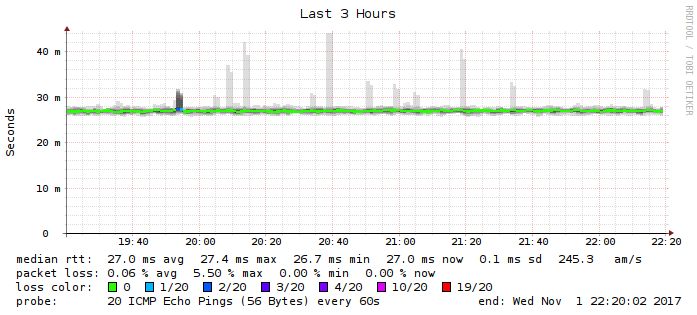 Last 3 Hours
RRDTOOL / TOBI OETIKER
Seconds
40 m
30 m
20 m
10 m
0
19:40 20:00 20:20 20:40 21:00 21:20 21:40 22:00 22:20
median rtt: 27.0 ms avg 27.4 ms max 26.7 ms min 27.0 ms now 0.1 ms sd 245.3 am/s
packet loss: 0.06 % avg 5.50 % max 0.00 % min 0.00 % now
loss color: 0 1/20 2/20 3/20 4/20 10/20 19/20
probe: 20 ICMP Echo Pings (56 Bytes) every 60s end: Wed Nov 1 22:20:02 2017